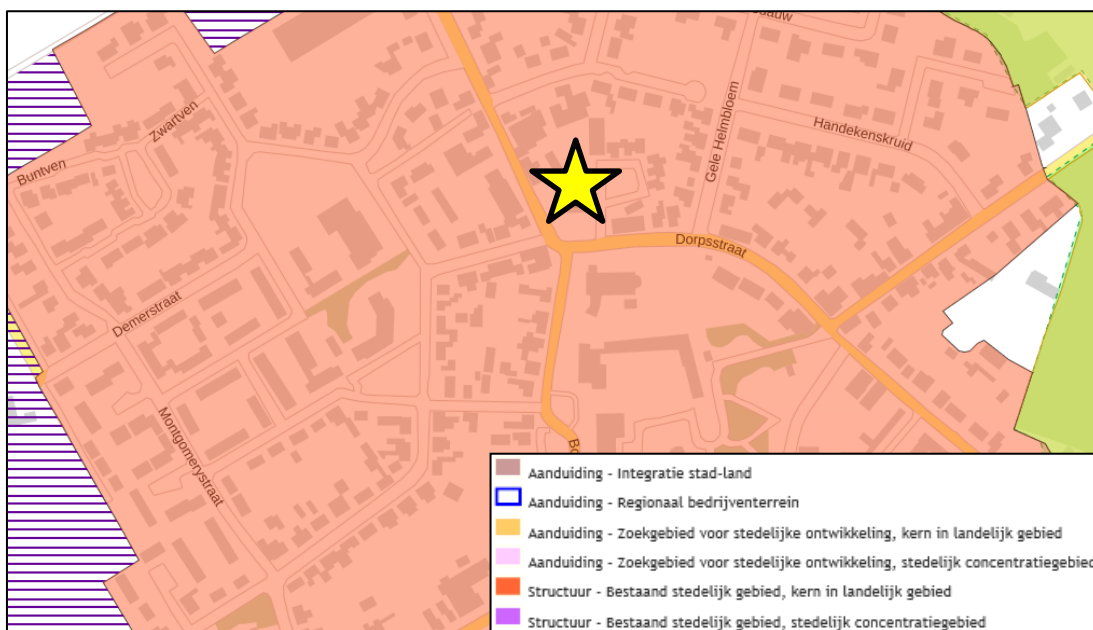 Zwartven
Buntven
Gele Helmbloem
Handekenskruid
Dorpsstraat
Demerstraat
Montgomerystraat
Aanduiding - Integratie stad-land
Aanduiding - Regionaal bedrijventerrein
Aanduiding - Zoekgebied voor stedelijke ontwikkeling, kern in landelijk gebied
Aanduiding - Zoekgebied voor stedelijke ontwikkeling, stedelijk concentratiegebied
Structuur - Bestaand stedelijk gebied, kern in landelijk gebied
Structuur - Bestaand stedelijk gebied, stedelijk concentratiegebied